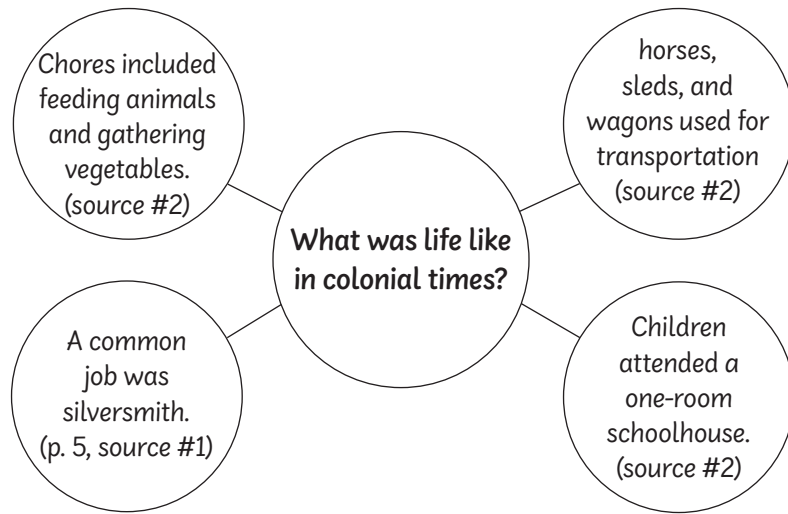 Chores included
feeding animals
and gathering
vegetables.
(source #2)
horses,
sleds, and
wagons used for
transportation
(source #2)
What was life like
in colonial times?
A common
job was
silversmith.
(p. 5, source #1)
Children
attended a
one-room
schoolhouse.
(source #2)